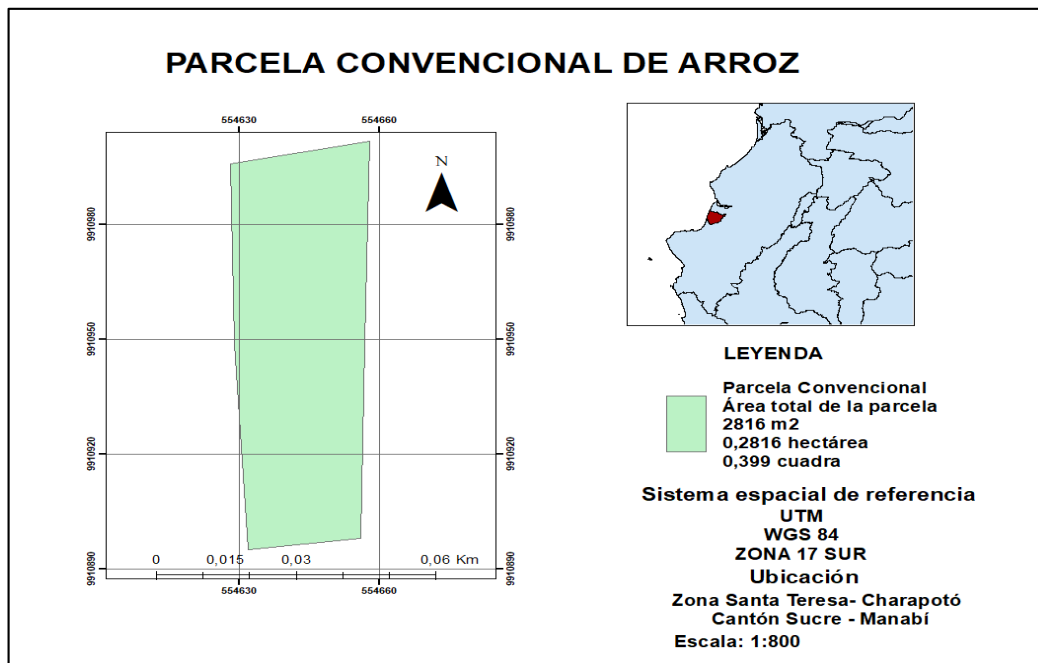 PARCELA CONVENCIONAL DE ARROZ
554630 554660
N
9910980 9910980
9910950 9910950
9910920 9910920
9910890 9910890
0 0,015 0,03 0,06 Km
554630 554660
LEYENDA
Parcela Convencional
Área total de la parcela
2816 m2
0,2816 hectárea
0,399 cuadra
Sistema espacial de referencia
UTM
WGS 84
ZONA 17 SUR
Ubicación
Zona Santa Teresa- Charapotó
Cantón Sucre - Manabí
Escala: 1:800